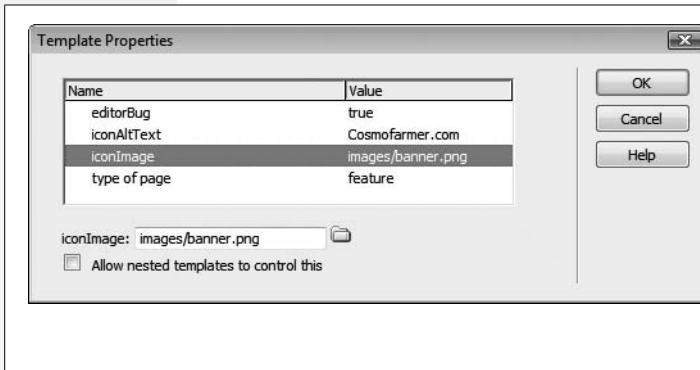 Template Properties
Name Value
editorBug true
iconAltText Cosmofarmer.com
iconImage images/banner.png
type of page feature
iconImage: images/banner.png
Allow nested templates to control this
OK
Cancel
Help